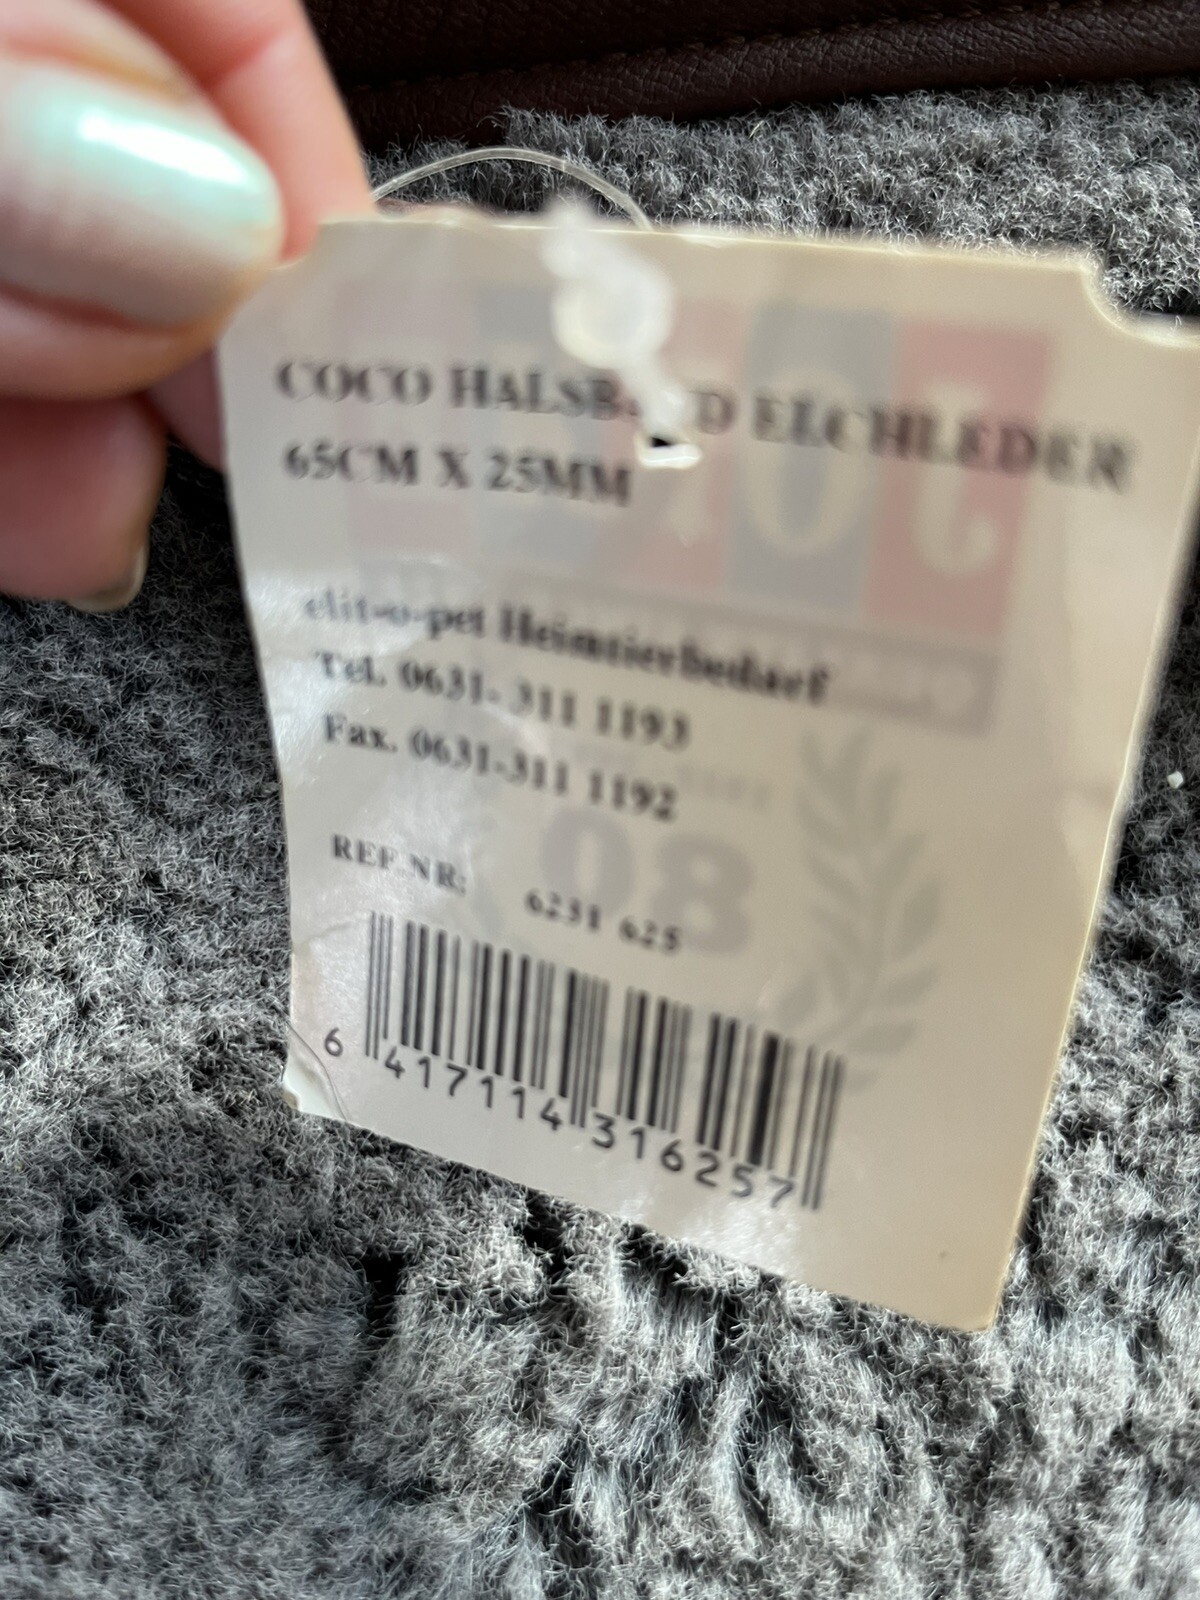 COCO HALSBAND ELCHLEDER
65CM X 25MM
elit-o-pet Heimtierbedarf
Tel. 0631- 311 1193
Fax. 0631-311 1192
REF.NR: 6231 625
6 417114 316257